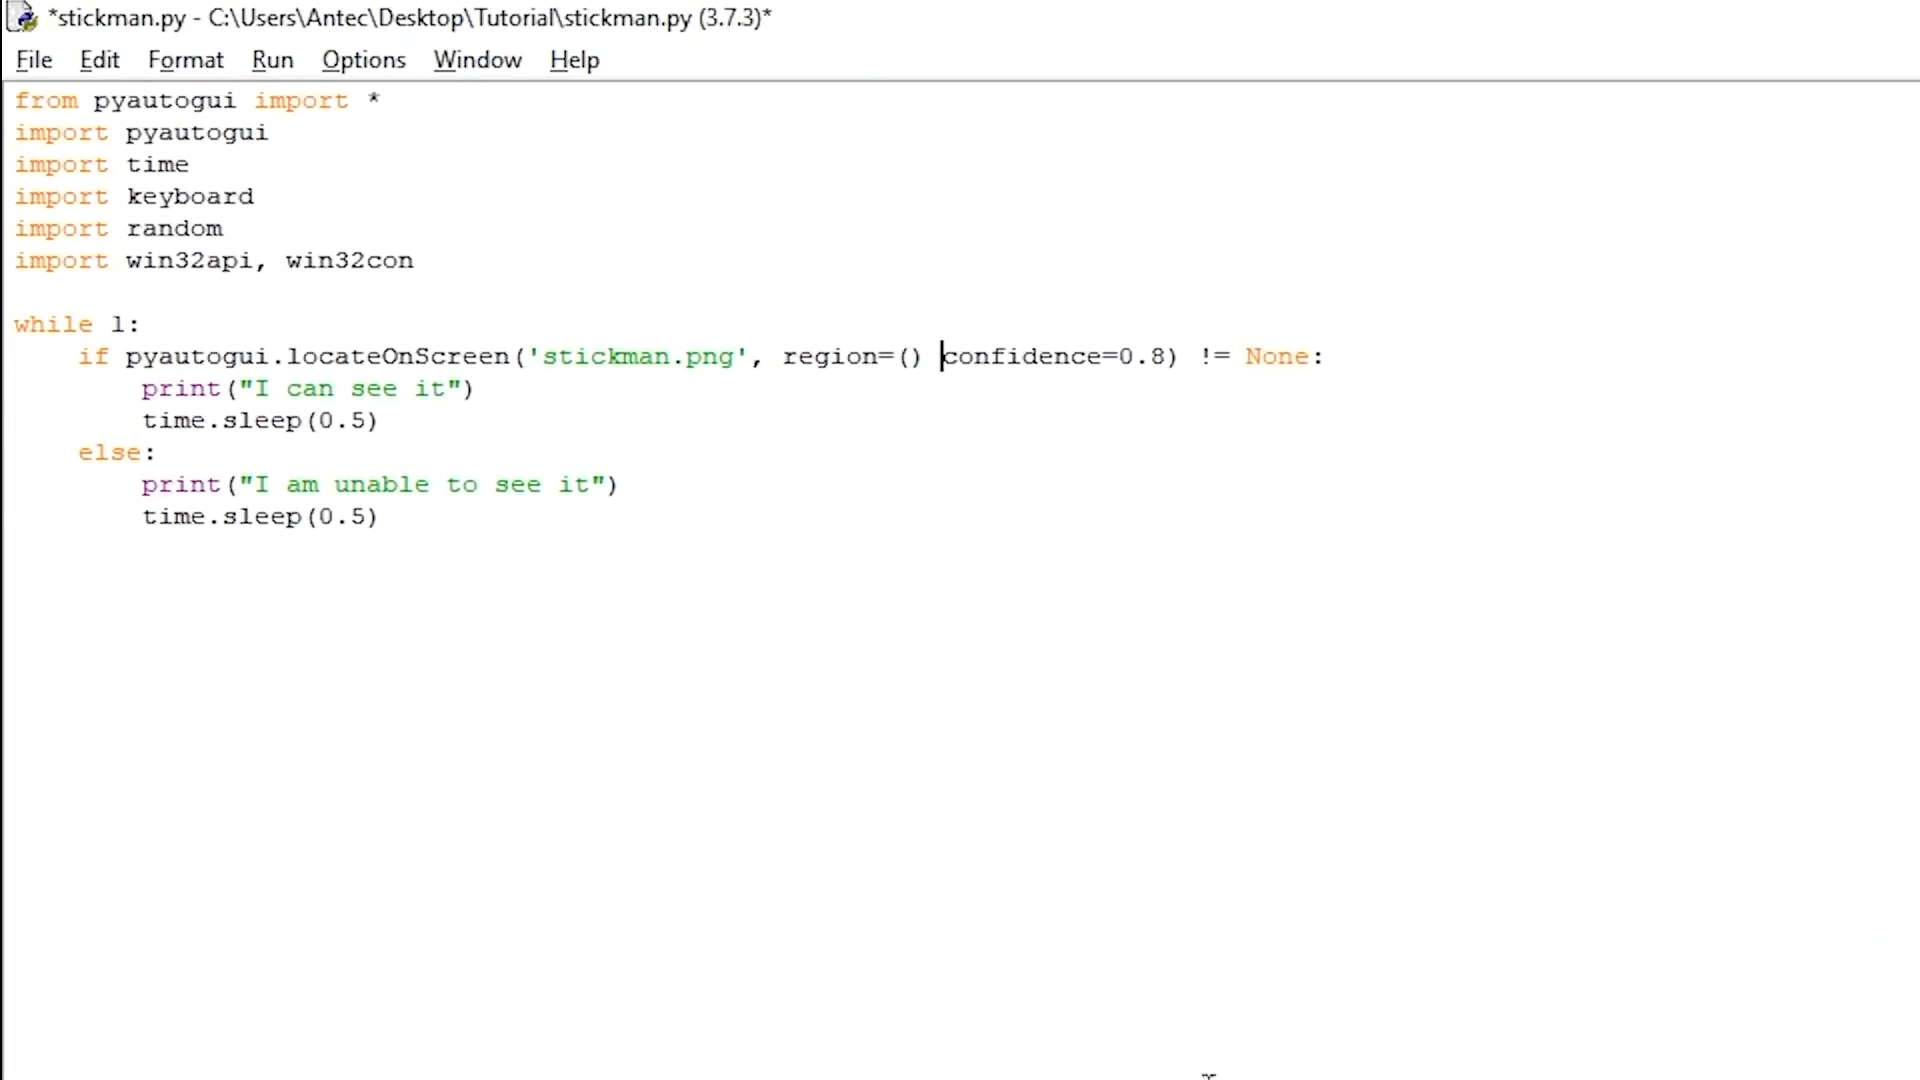 *stickman.py - C:\Users\Antec\Desktop\Tutorial\stickman.py (3.7.3)*
File Edit Format Run Options Window Help
from pyautogui import *
import pyautogui
import time
import keyboard
import random
import win32api, win32con
while 1:
    if pyautogui.locateOnScreen('stickman.png', region=() confidence=0.8) != None:
        print("I can see it")
        time.sleep(0.5)
    else:
        print("I am unable to see it")
        time.sleep(0.5)